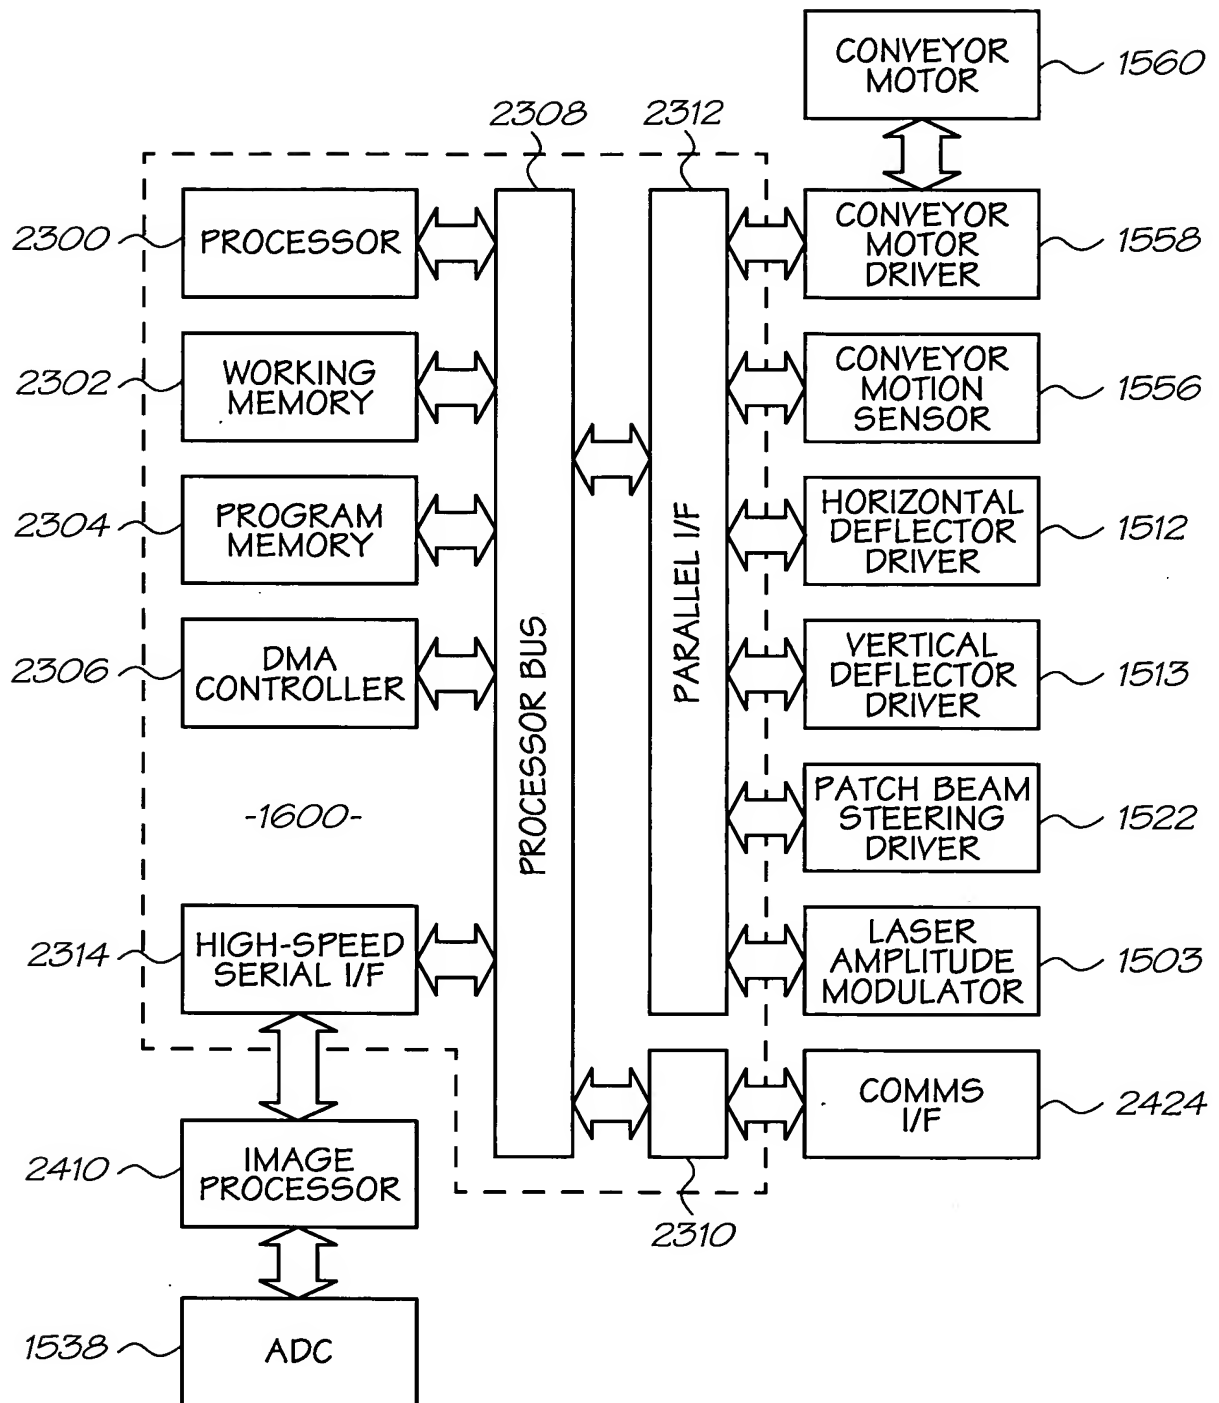 CONVEYOR
MOTOR
1560
2308
2312
2300
PROCESSOR
CONVEYOR
MOTOR
DRIVER
1558
2302
WORKING
MEMORY
CONVEYOR
MOTION
SENSOR
1556
2304
PROGRAM
MEMORY
HORIZONTAL
DEFLECTOR
DRIVER
1512
2306
DMA
CONTROLLER
PROCESSOR BUS
PARALLEL I/F
VERTICAL
DEFLECTOR
DRIVER
1513
-1600-
PATCH BEAM
STEERING
DRIVER
1522
2314
HIGH-SPEED
SERIAL I/F
LASER
AMPLITUDE
MODULATOR
1503
COMMS
I/F
2424
2410
IMAGE
PROCESSOR
2310
1538
ADC